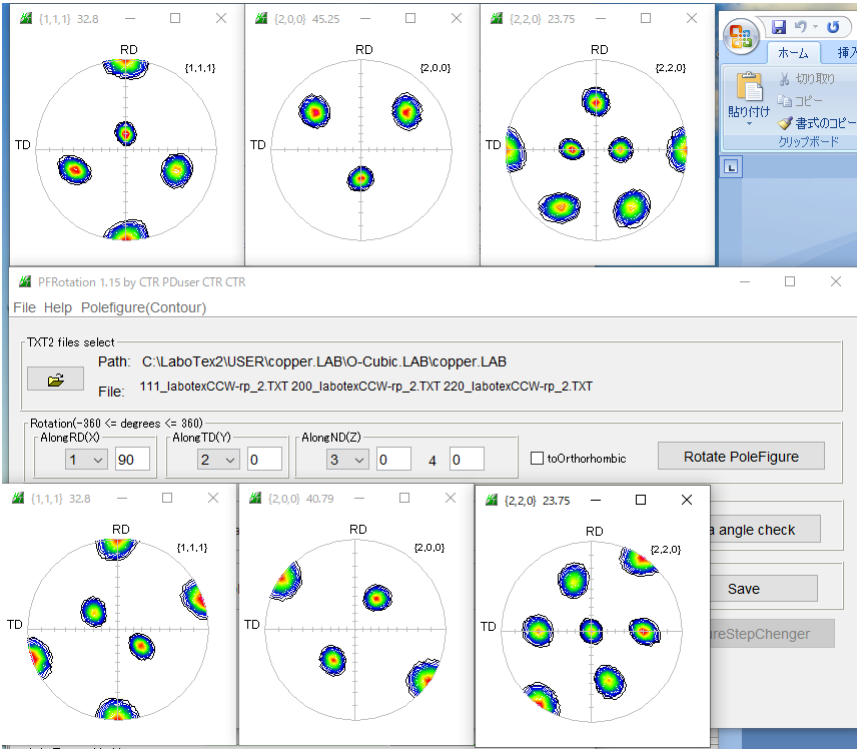 {1,1,1} 32.8
{2,0,0} 45.25
{2,2,0} 23.75
RD
{1,1,1}
TD
RD
{2,0,0}
TD
RD
{2,2,0}
TD
ホーム 挿入
貼り付け
切り取り
コピー
書式のコピー
クリップボード
PFRotation 1.15 by CTR PDuser CTR CTR
File Help Polefigure(Contour)
TXT2 files select
Path: C:\LaboTex2\USER\copper.LAB\O-Cubic.LAB\copper.LAB
File: 111_labotexCCW-rp_2.TXT 200_labotexCCW-rp_2.TXT 220_labotexCCW-rp_2.TXT
Rotation(-360 <= degrees <= 360)
AlongRD(X) AlongTD(Y) AlongND(Z)
1 90 2 0 3 0 4 0 toOrthorhombic Rotate PoleFigure
{1,1,1} 32.8
{2,0,0} 40.79
{2,2,0} 23.75
RD
{1,1,1}
TD
RD
{2,0,0}
TD
RD
{2,2,0}
TD
a angle check
Save
ureStepChenger